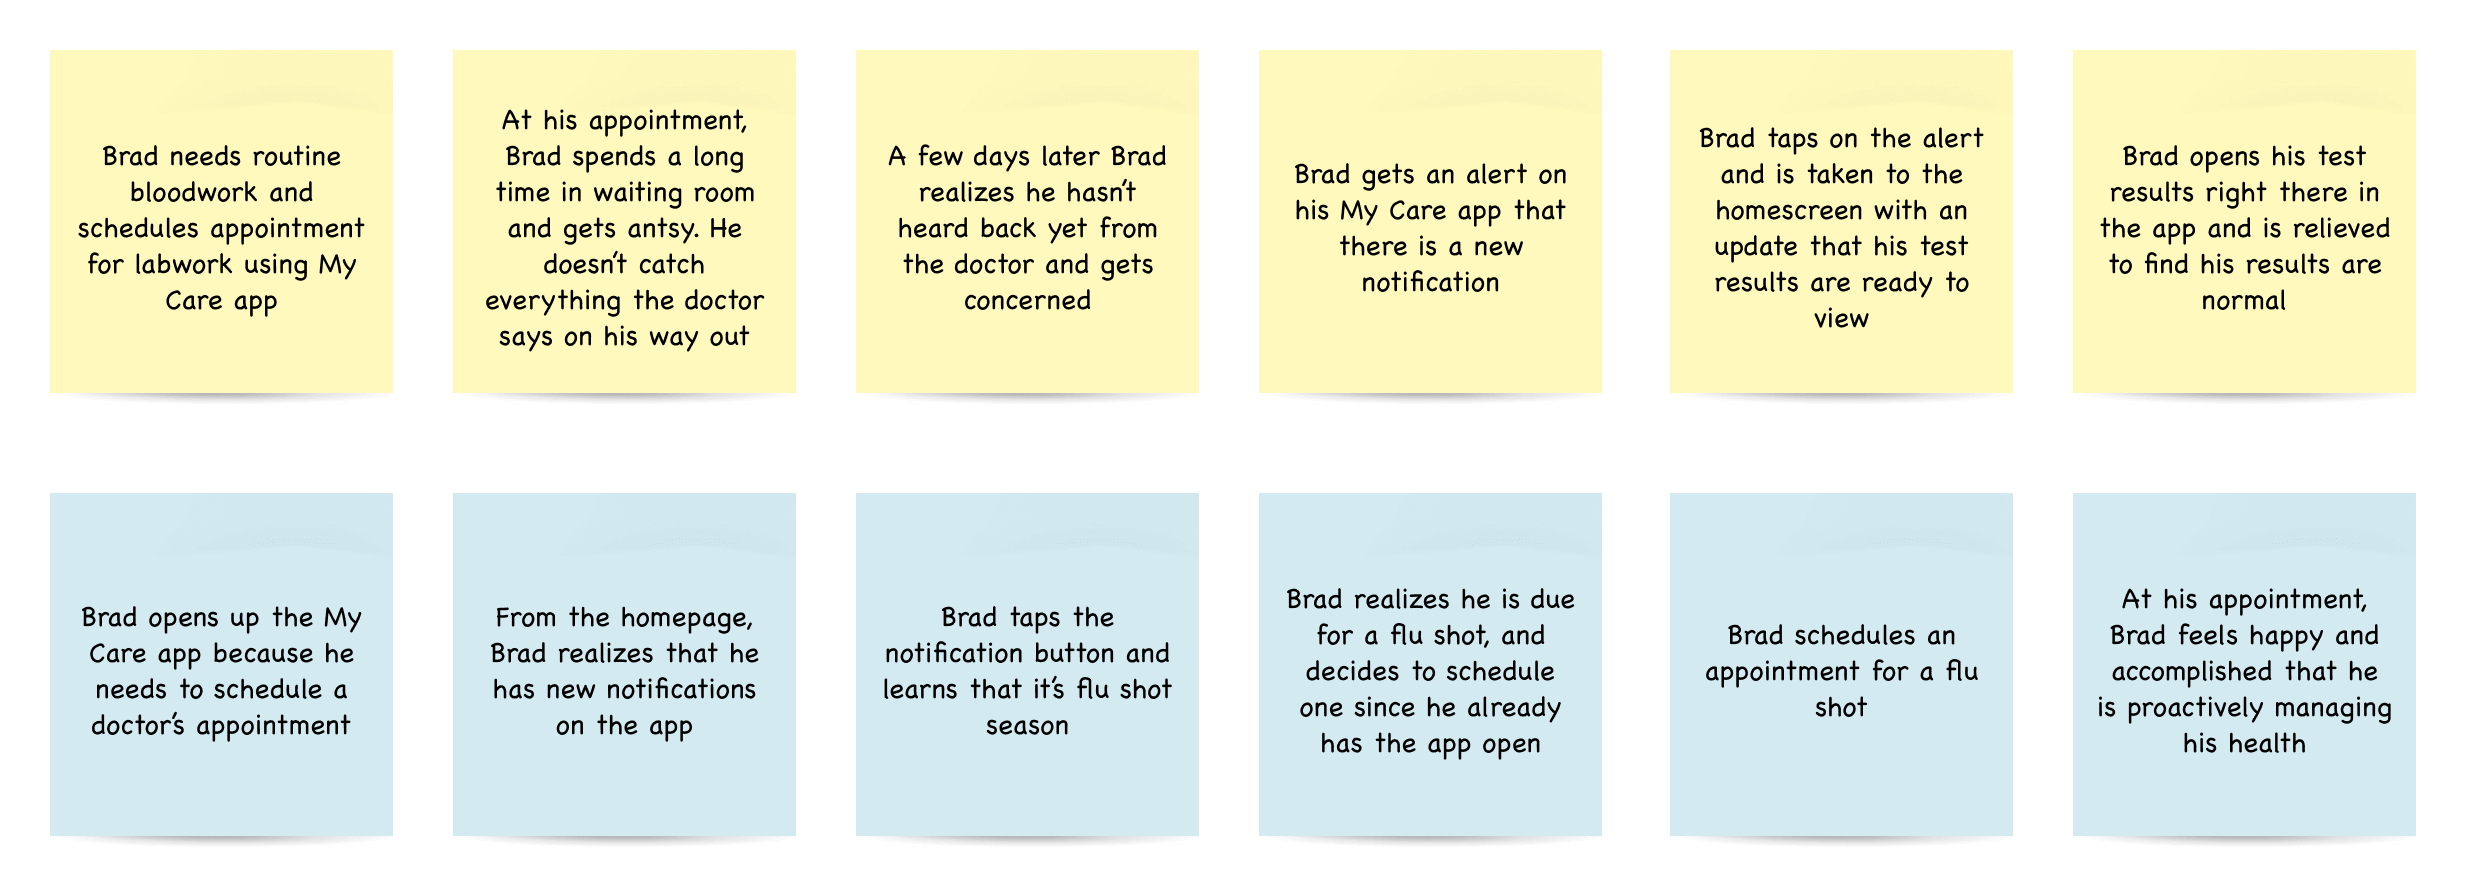 Brad needs routine
bloodwork and
schedules appointment
for labwork using My
Care app
At his appointment,
Brad spends a long
time in waiting room
and gets antsy. He
doesn't catch
everything the doctor
says on his way out
A few days later Brad
realizes he hasn't
heard back yet from
the doctor and gets
concerned
Brad gets an alert on
his My Care app that
there is a new
notification
Brad taps on the alert
and is taken to the
homescreen with an
update that his test
results are ready to
view
Brad opens his test
results right there in
the app and is relieved
to find his results are
normal
Brad opens up the My
Care app because he
needs to schedule a
doctor's appointment
From the homepage,
Brad realizes that he
has new notifications
on the app
Brad taps the
notification button and
learns that it's flu shot
season
Brad realizes he is due
for a flu shot, and
decides to schedule
one since he already
has the app open
Brad schedules an
appointment for a flu
shot
At his appointment,
Brad feels happy and
accomplished that he
is proactively managing
his health